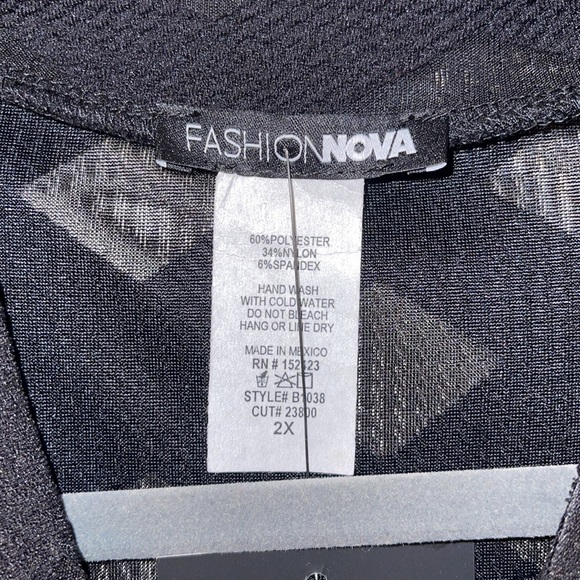 FASHIONNOVA
60%POLYESTER
34%NYLON
6%SPANDEX
HAND WASH
WITH COLD WATER
DO NOT BLEACH
HANG OR LINE DRY
MADE IN MEXICO
RN # 152423
STYLE# B1038
CUT# 23800
2X